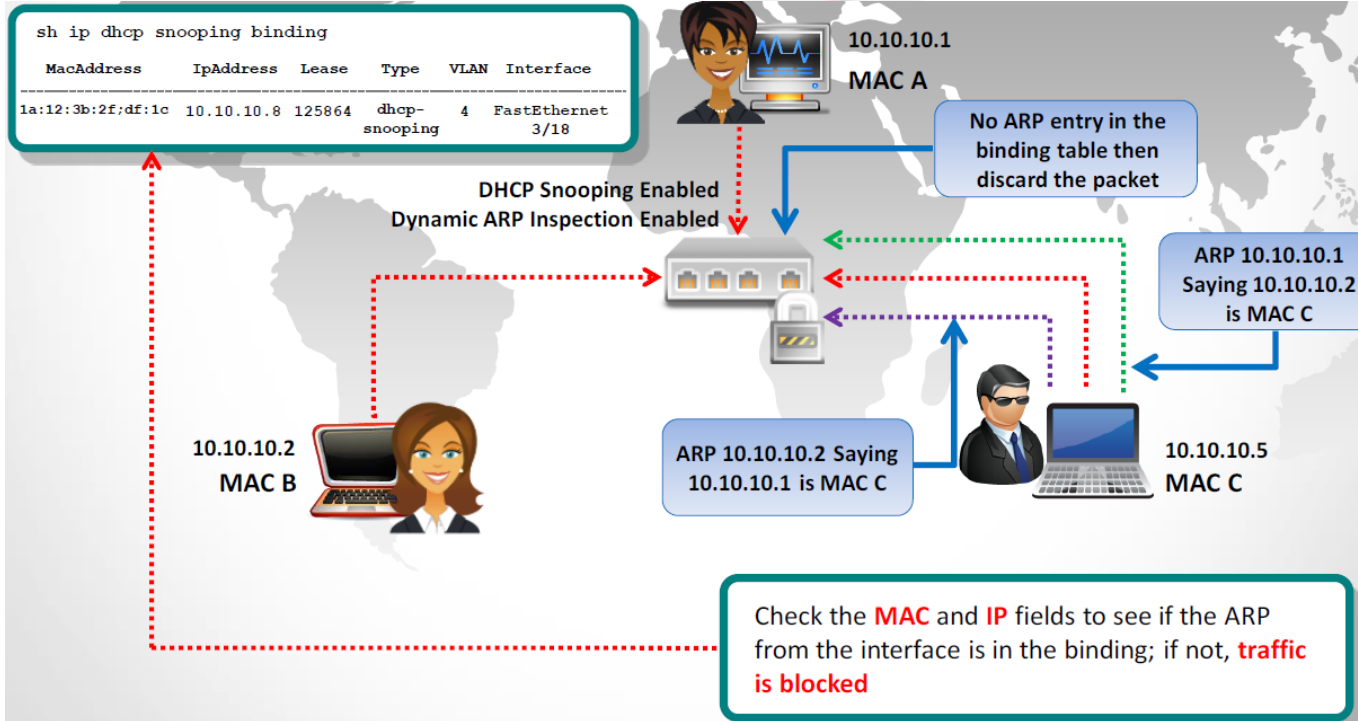 sh ip dhcp snooping binding
MacAddress IpAddress Lease Type VLAN Interface
1a:12:3b:2f;df:1c 10.10.10.8 125864 dhcp- 4 FastEthernet
snooping 3/18
10.10.10.1
MAC A
No ARP entry in the
binding table then
discard the packet
DHCP Snooping Enabled
Dynamic ARP Inspection Enabled
ARP 10.10.10.1
Saying 10.10.10.2
is MAC C
10.10.10.2
MAC B
ARP 10.10.10.2 Saying
10.10.10.1 is MAC C
10.10.10.5
MAC C
Check the MAC and IP fields to see if the ARP
from the interface is in the binding; if not, traffic
is blocked